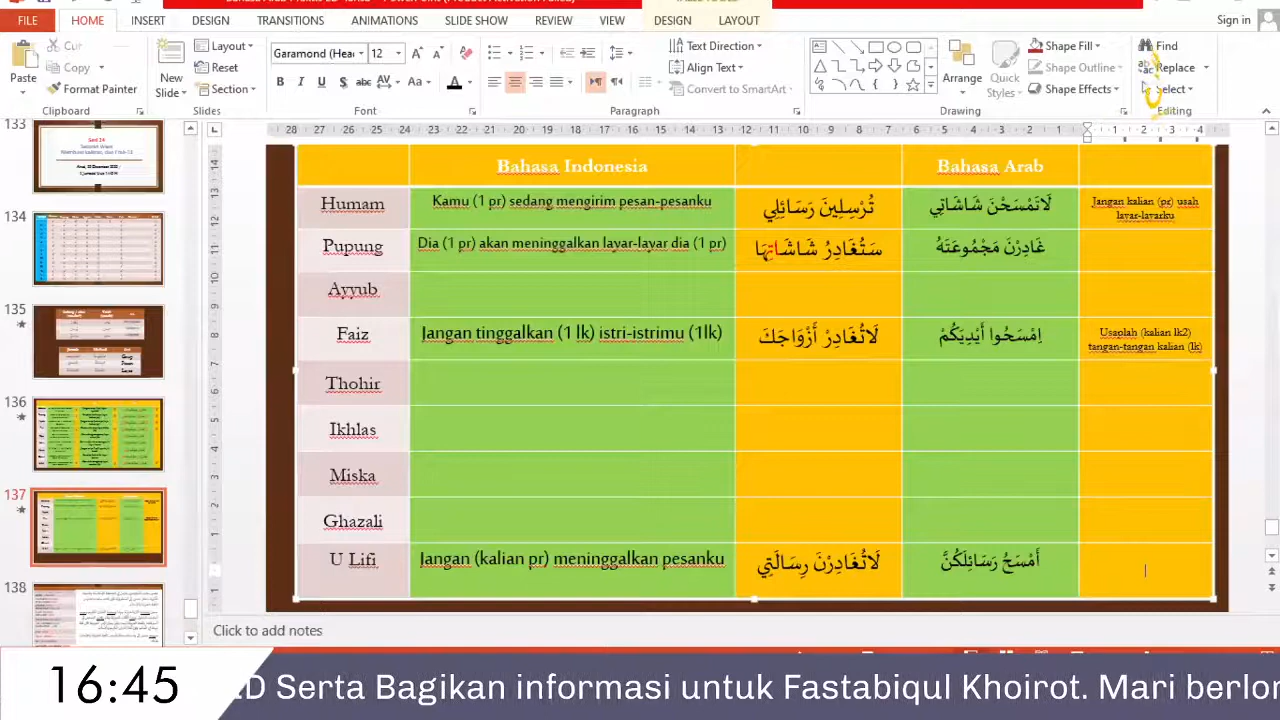 FILE HOME INSERT DESIGN TRANSITIONS ANIMATIONS SLIDE SHOW REVIEW VIEW DESIGN LAYOUT Sign in
Paste Cut Copy Format Painter
Clipboard
New Slide Layout Reset Section
Slides
Garamond (Hea 12
B I U S abc AV Aa A
Font
Text Direction
Align Text
Convert to SmartArt
Paragraph
Arrange Quick Styles
Shape Fill
Shape Outline
Shape Effects
Drawing
Find
Replace
Select
Editing
133
134
135
136
137
138
Bahasa Indonesia Bahasa Arab
Humam Kamu (1 pr) sedang mengirim pesan-pesanku تُرْسِلِينَ رَسَائِلِي لَاتَمْسَحْنَ شَاشَاتِي Jangan kalian (pr) usah layar-layarku
Pupung Dia (1 pr) akan meninggalkan layar-layar dia (1 pr) سَتُغَادِرُ شَاشَاتِهَا غَادِرْنَ مَجْمُوعَتَهُ
Ayyub
Faiz Jangan tinggalkan (1 lk) istri-istrimu (1lk) لَاتُغَادِرْ أَزْوَاجَكَ اِمْسَحُوا أَيْدِيكُمْ Usaplah (kalian lk2) tangan-tangan kalian (lk)
Thohir
Ikhlas
Miska
Ghazali
U Lifi Jangan (kalian pr) meninggalkan pesanku لَاتُغَادِرْنَ رِسَالَتِي أَمْسَحُ رَسَائِلَكُنَّ
Click to add notes
16:45 D Serta Bagikan informasi untuk Fastabiqul Khoirot. Mari berlor